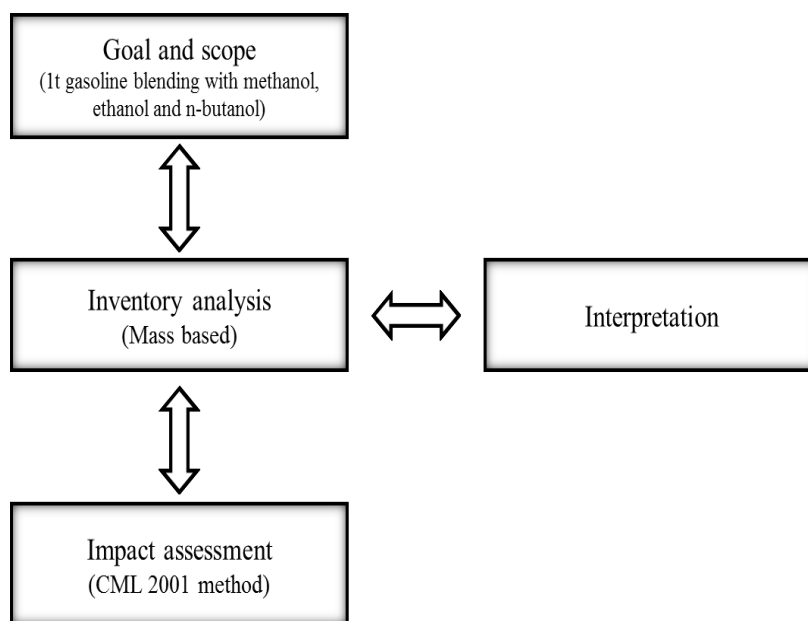 Goal and scope
(1t gasoline blending with methanol,
ethanol and n-butanol)
Inventory analysis
(Mass based)
Interpretation
Impact assessment
(CML 2001 method)